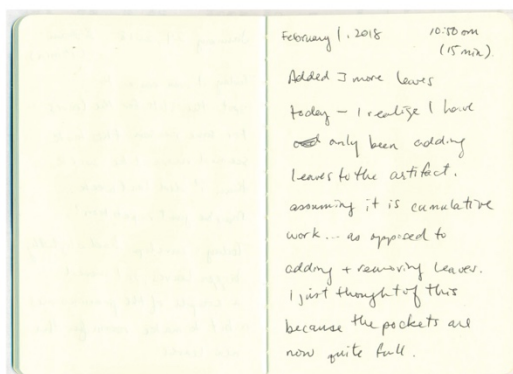 February 1, 2018 10:50 am
(15 min).
Added 3 more leaves
today — I realize I have
only been adding
leaves to the artifact.
assuming it is cumulative
work... as opposed to
adding + removing leaves.
I just thought of this
because the pockets are
now quite full.